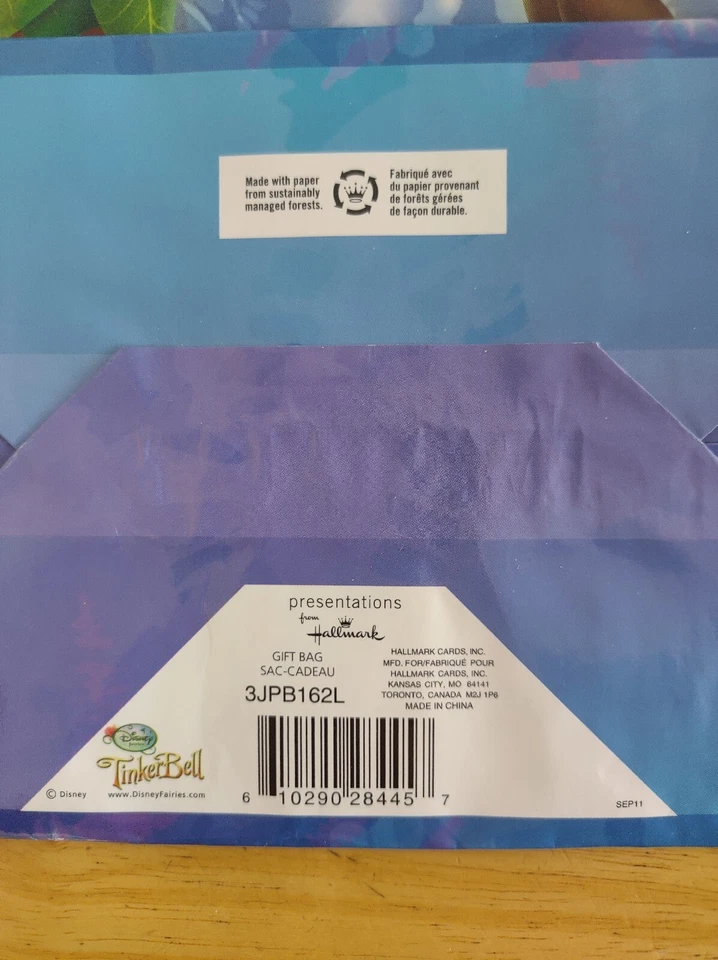 Made with paper
from sustainably
managed forests.
Fabriqué avec
du papier provenant
de forêts gérées
de façon durable.
presentations
from
Hallmark
GIFT BAG
SAC-CADEAU
3JPB162L
HALLMARK CARDS, INC.
MFD. FOR/FABRIQUÉ POUR
HALLMARK CARDS, INC.
KANSAS CITY, MO 64141
TORONTO, CANADA M2J 1P6
MADE IN CHINA
Disney
fairies
TinkerBell
© Disney www.DisneyFairies.com
6 10290 28445 7
SEP11